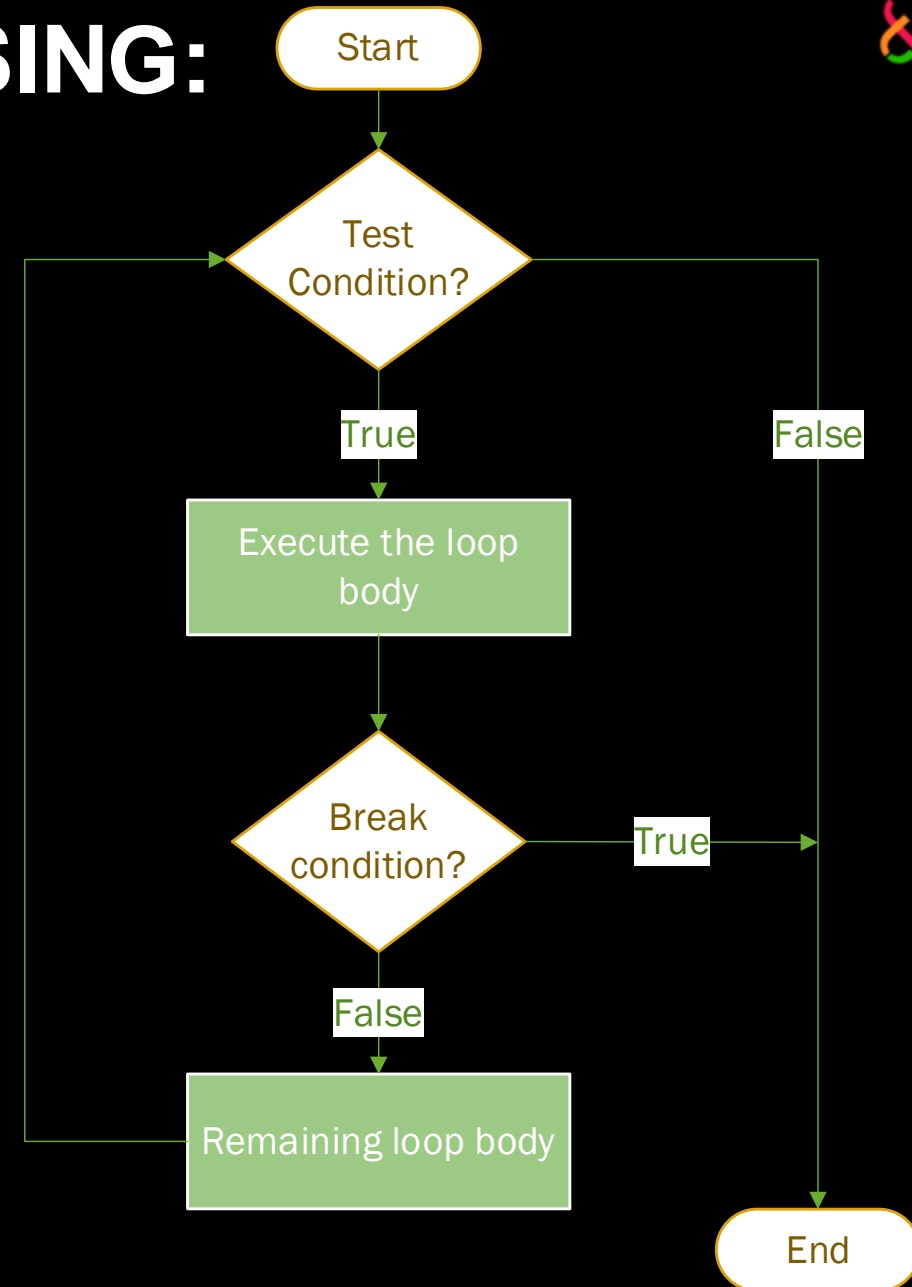 SING:
Start
Test
Condition?
True
False
Execute the loop
body
Break
condition?
True
False
Remaining loop body
End